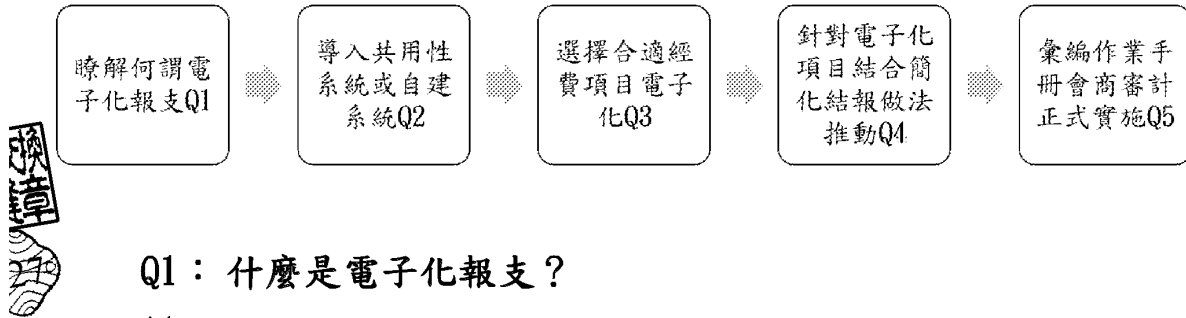 瞭解何謂電
子化報支Q1
導入共用性
系統或自建
系統Q2
選擇合適經
費項目電子
化Q3
針對電子化
項目結合簡
化結報做法
推動Q4
彙編作業手
冊會商審計
正式實施Q5
換
章
Q1：什麼是電子化報支？